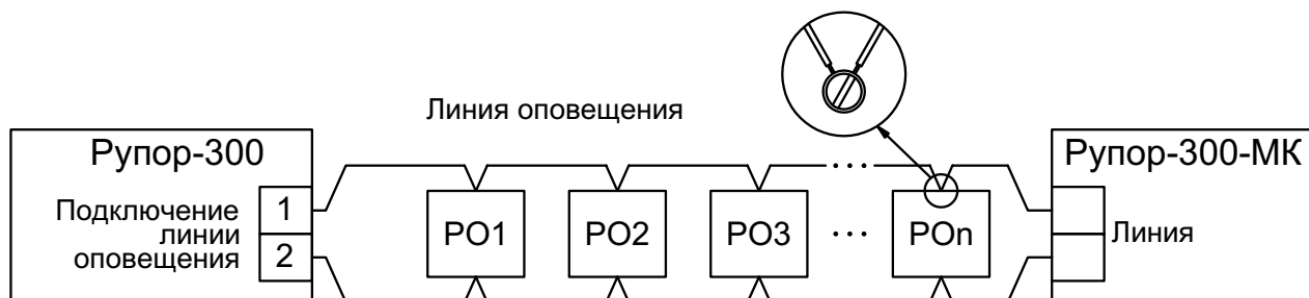 Линия оповещения
Рупор-300
Рупор-300-МК
Подключение
линии
оповещения
1
2
РО1
РО2
РО3
...
РОn
Линия